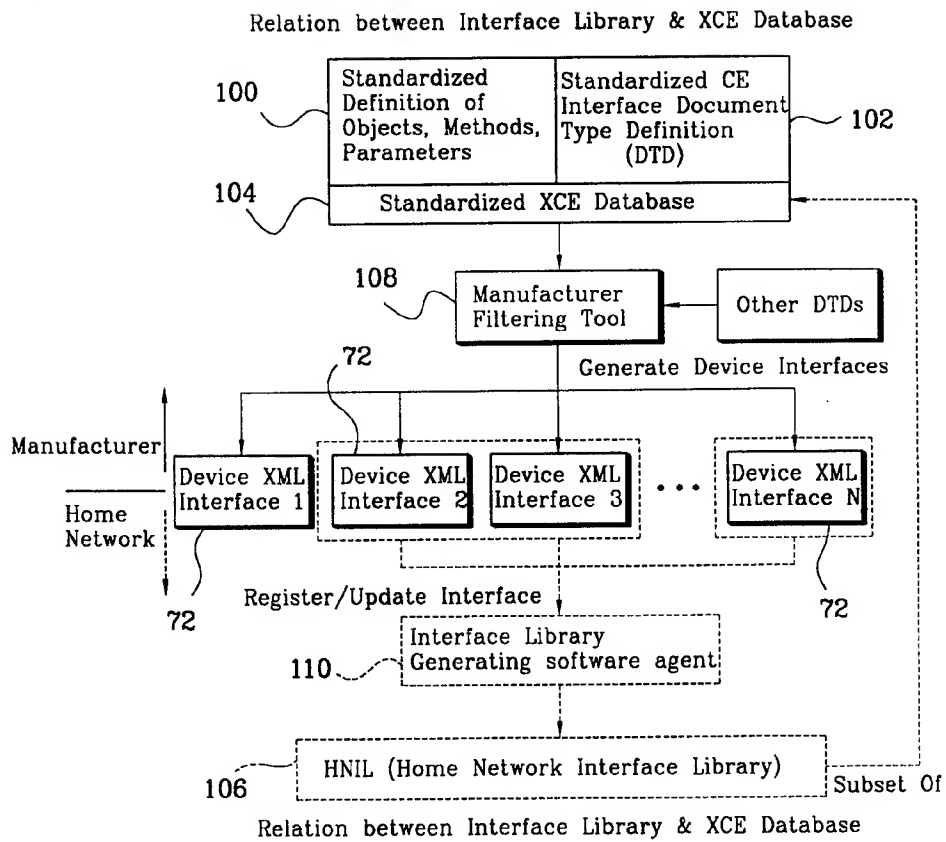 Relation between Interface Library & XCE Database
100
Standardized
Definition of
Objects, Methods,
Parameters
Standardized CE
Interface Document
Type Definition
(DTD)
102
104
Standardized XCE Database
108
Manufacturer
Filtering Tool
Other DTDs
72
Generate Device Interfaces
Manufacturer
Home
Network
Device XML
Interface 1
Device XML
Interface 2
Device XML
Interface 3
• • •
Device XML
Interface N
72
72
Register/Update Interface
110
Interface Library
Generating software agent
106
HNIL (Home Network Interface Library)
Subset Of
Relation between Interface Library & XCE Database